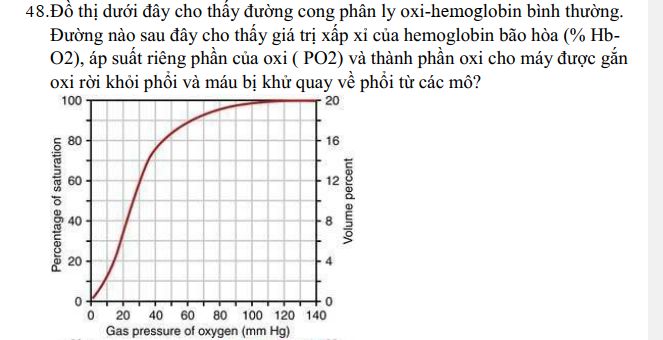 48.Đồ thị dưới đây cho thấy đường cong phân ly oxi-hemoglobin bình thường.
Đường nào sau đây cho thấy giá trị xấp xỉ của hemoglobin bão hòa (% Hb-
O2), áp suất riêng phần của oxi ( PO2) và thành phần oxi cho máy được gắn
oxi rời khỏi phổi và máu bị khử quay về phổi từ các mô?
100
80
60
40
20
0
Percentage of saturation
20
16
12
8
4
0
Volume percent
0 20 40 60 80 100 120 140
Gas pressure of oxygen (mm Hg)